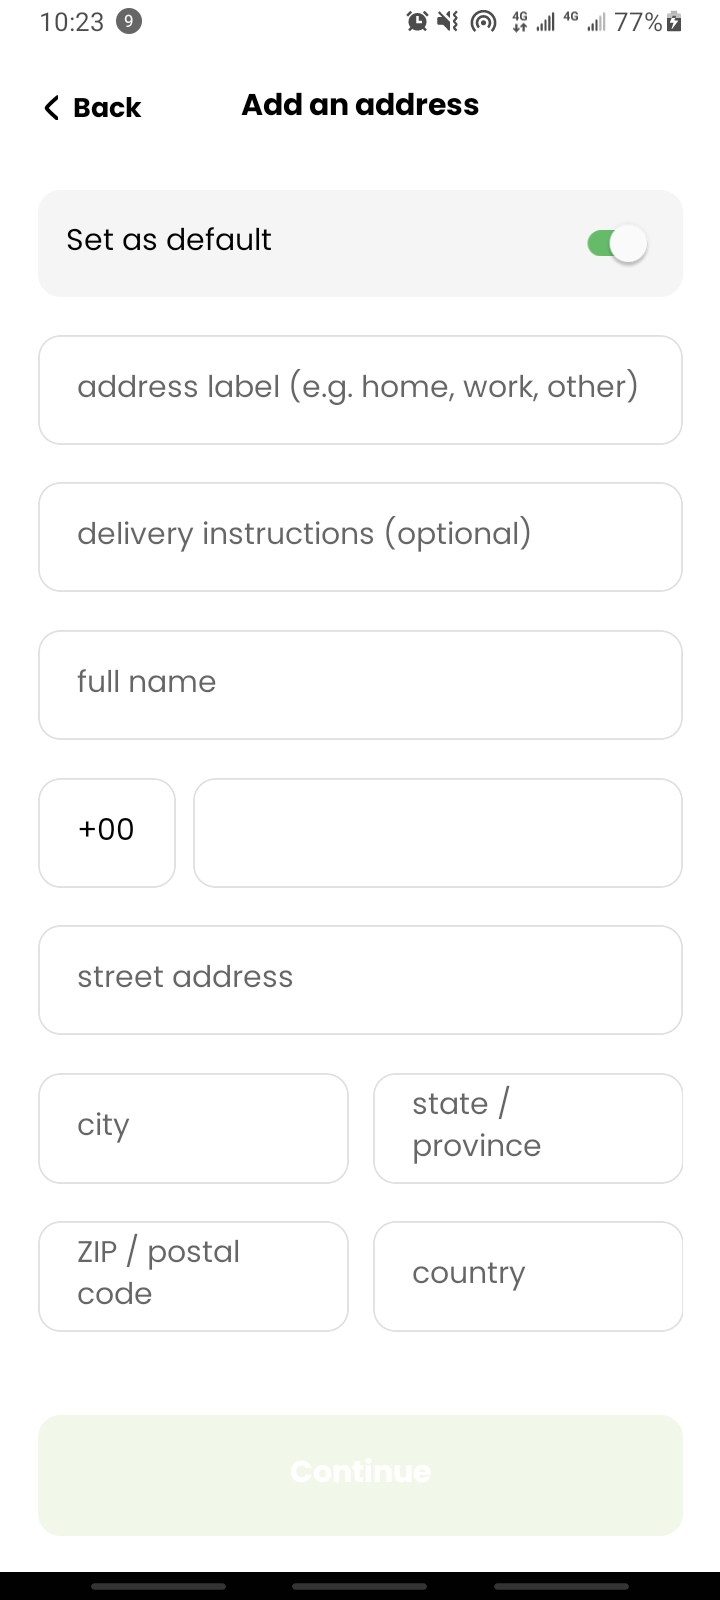 10:23 9 4G 4G 77%
Back Add an address
Set as default
address label (e.g. home, work, other)
delivery instructions (optional)
full name
+00
street address
city
state /
province
ZIP / postal
code
country
Continue